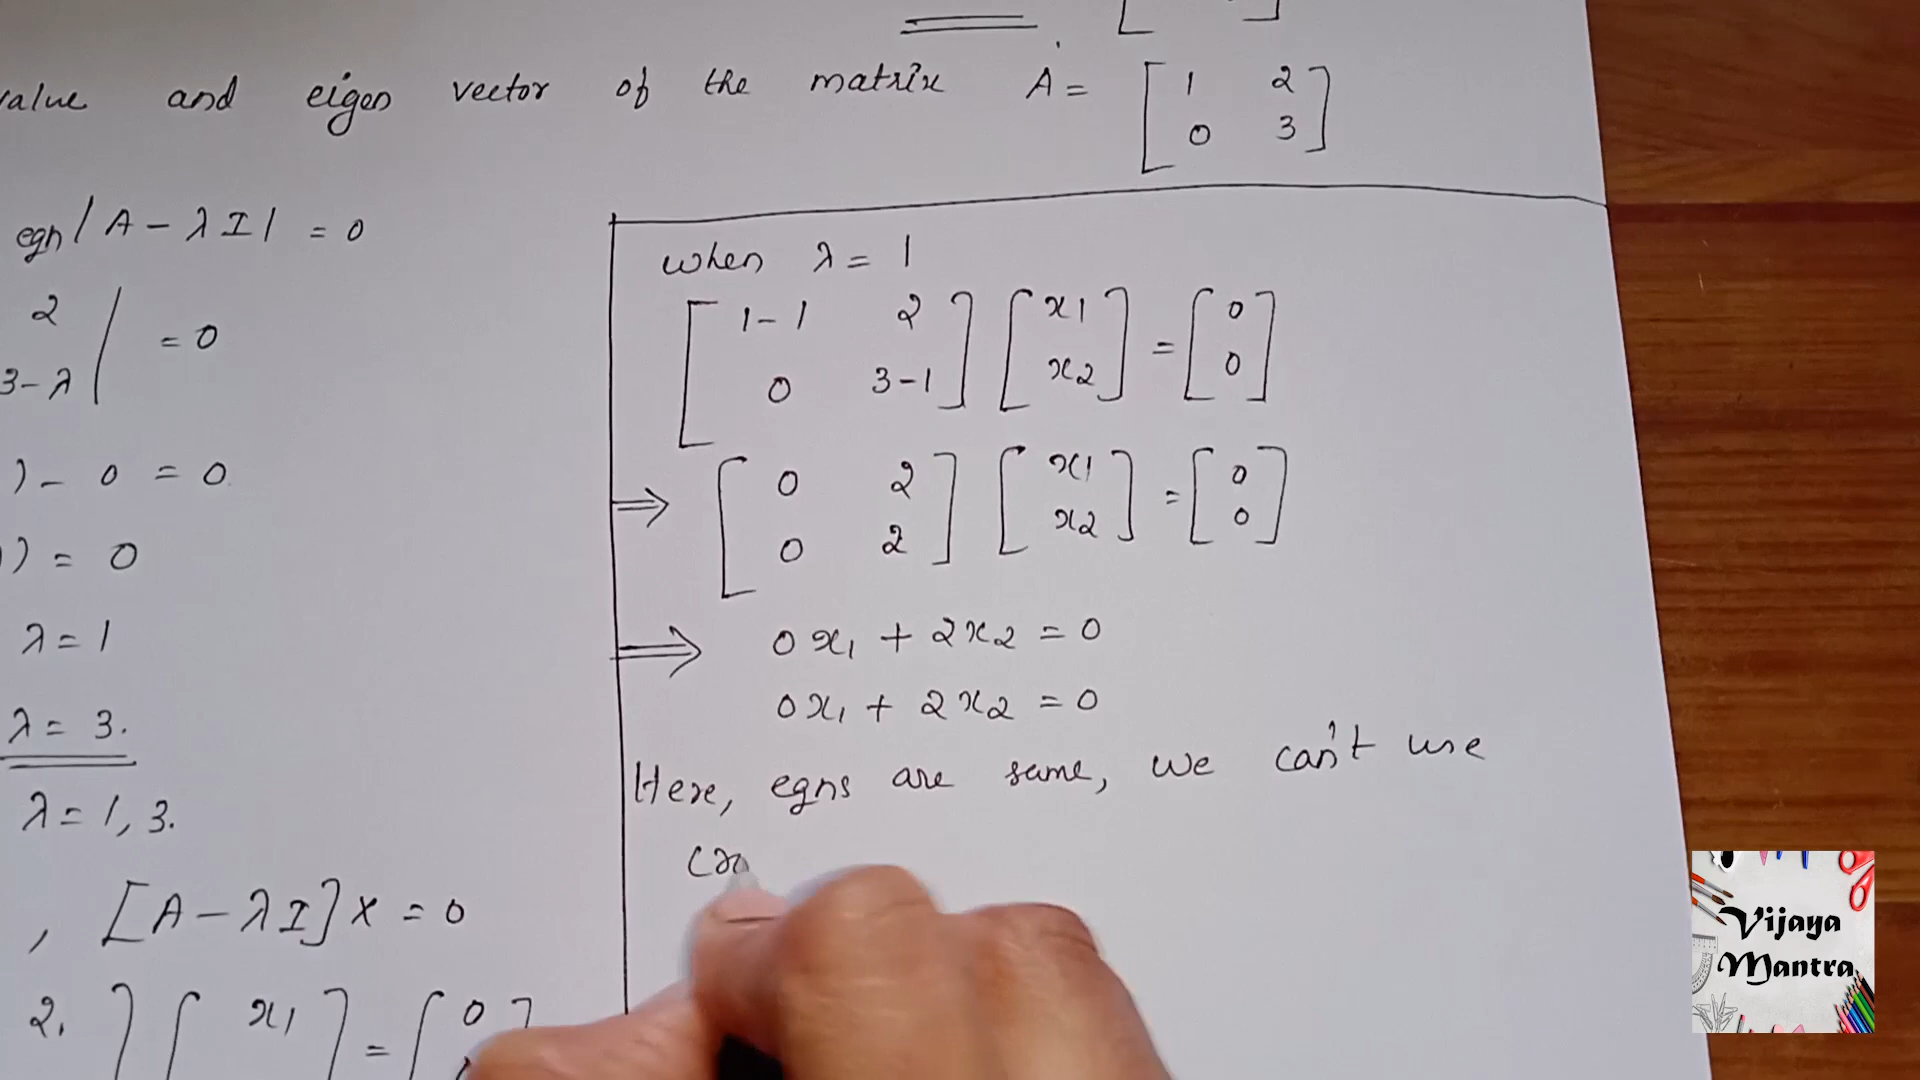 value and eigen vector of the matrix A = [ 1 2
0 3 ]
eqn | A - λI | = 0
2
3 - λ | = 0
) - 0 = 0
) = 0
λ = 1
λ = 3.
λ = 1, 3.
, [A - λI] X = 0
2. ] [ x1 ] = [ 0 ]
when λ = 1
[ 1-1 2 ] [ x1 ] = [ 0 ]
[ 0 3-1 ] [ x2 ] [ 0 ]
⇒ [ 0 2 ] [ x1 ] = [ 0 ]
[ 0 2 ] [ x2 ] [ 0 ]
⇒ 0x1 + 2x2 = 0
0x1 + 2x2 = 0
Here, eqns are same, we can't use
Vijaya
Mantra